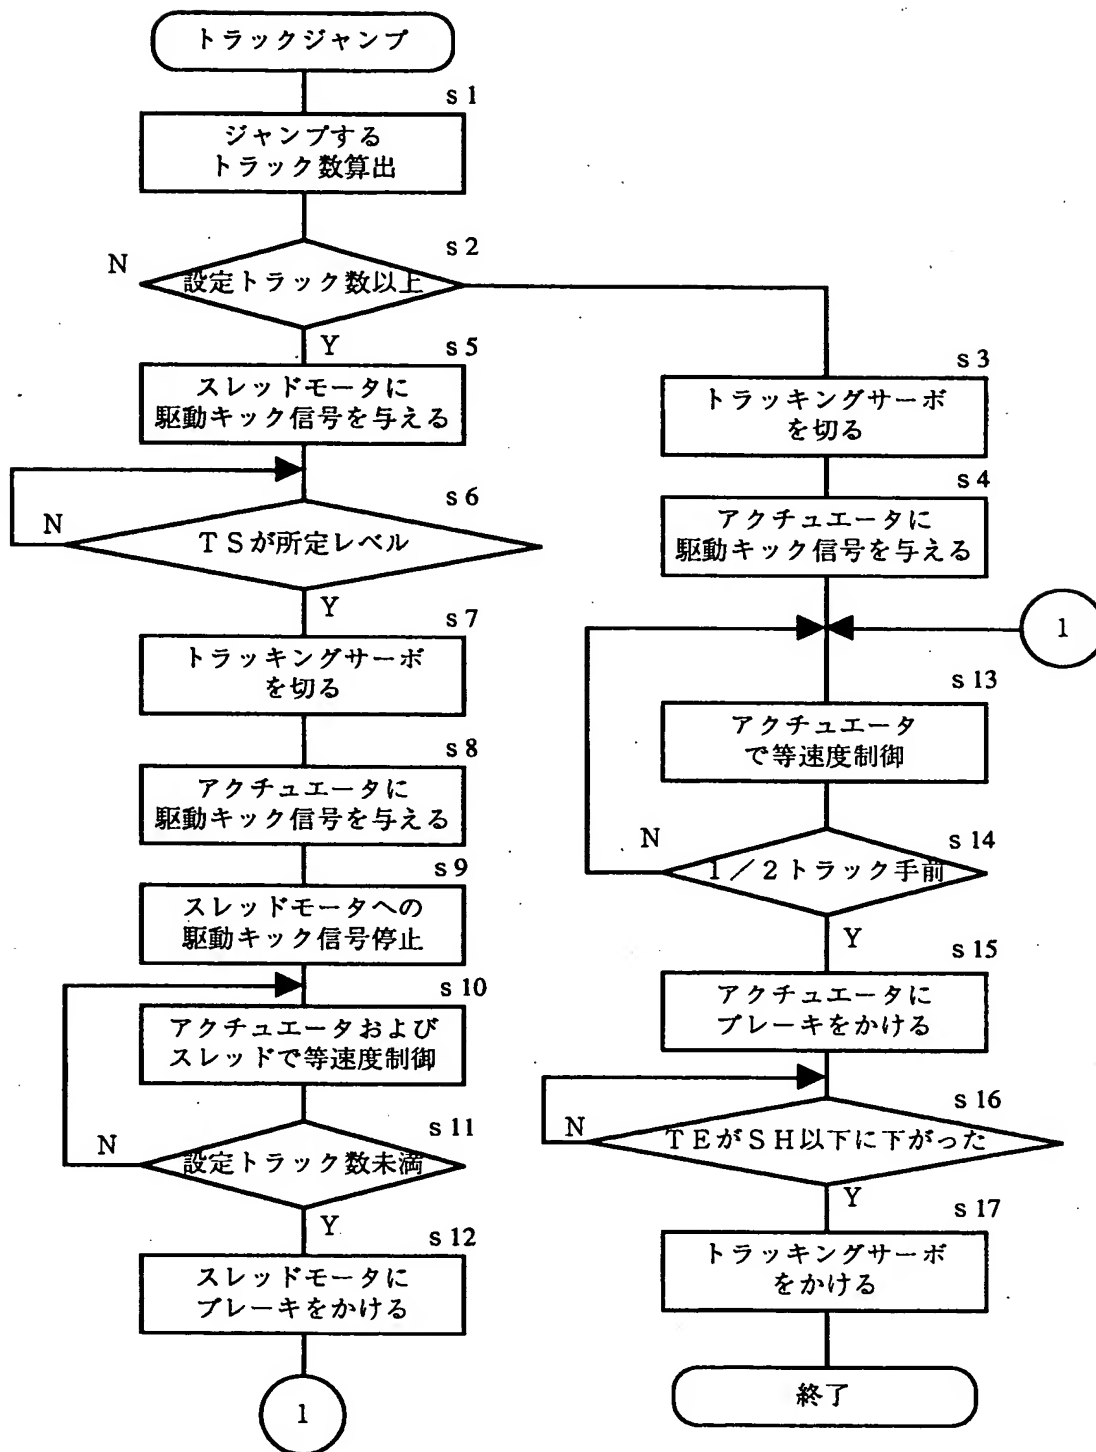 トラックジャンプ
s 1
ジャンプする
トラック数算出
s 2
N
設定トラック数以上
Y
s 5
スレッドモータに
駆動キック信号を与える
s 6
N
ＴＳが所定レベル
Y
s 7
トラッキングサーボ
を切る
s 8
アクチュエータに
駆動キック信号を与える
s 9
スレッドモータへの
駆動キック信号停止
s 10
アクチュエータおよび
スレッドで等速度制御
s 11
N
設定トラック数未満
Y
s 12
スレッドモータに
ブレーキをかける
1
s 3
トラッキングサーボ
を切る
s 4
アクチュエータに
駆動キック信号を与える
1
s 13
アクチュエータ
で等速度制御
s 14
N
１／２トラック手前
Y
s 15
アクチュエータに
ブレーキをかける
s 16
N
ＴＥがＳＨ以下に下がった
Y
s 17
トラッキングサーボ
をかける
終了